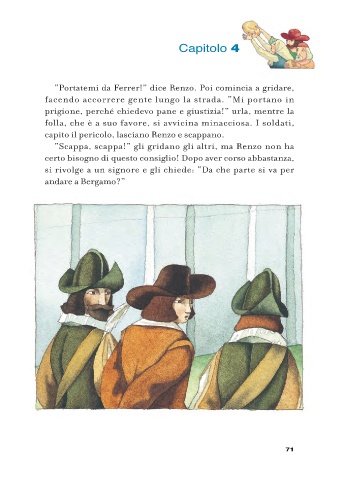 Capitolo 4
"Portatemi da Ferrer!" dice Renzo. Poi comincia a gridare,
facendo accorrere gente lungo la strada. "Mi portano in
prigione, perché chiedevo pane e giustizia!" urla, mentre la
folla, che è a suo favore, si avvicina minacciosa. I soldati,
capito il pericolo, lasciano Renzo e scappano.
"Scappa, scappa!" gli gridano gli altri, ma Renzo non ha
certo bisogno di questo consiglio! Dopo aver corso abbastanza,
si rivolge a un signore e gli chiede: "Da che parte si va per
andare a Bergamo?"
71